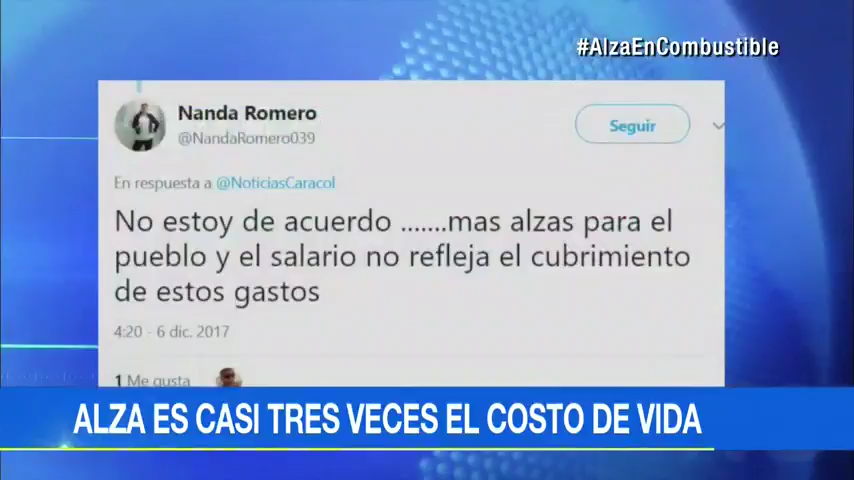 #AlzaEnCombustible
Nanda Romero
@NandaRomero039
Seguir
En respuesta a @NoticiasCaracol
No estoy de acuerdo .......mas alzas para el
pueblo y el salario no refleja el cubrimiento
de estos gastos
4:20 - 6 dic. 2017
1 Me gusta
ALZA ES CASI TRES VECES EL COSTO DE VIDA